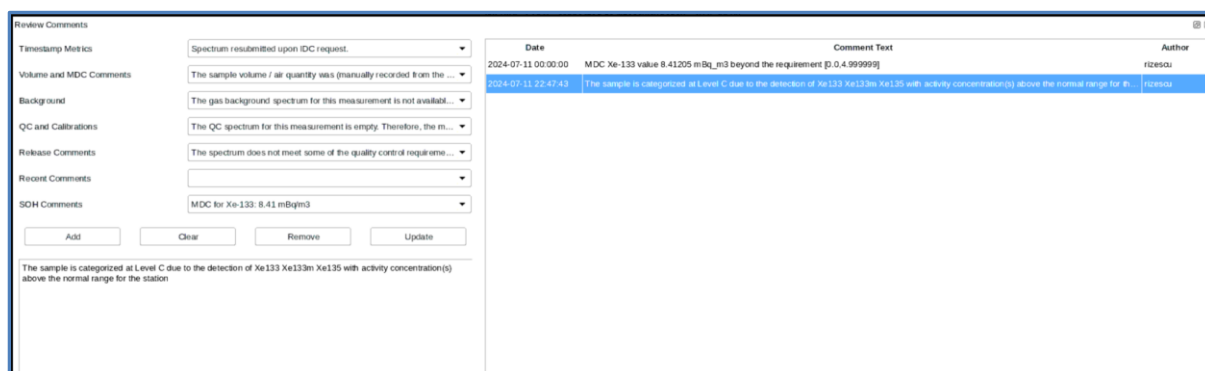 Review Comments
Timestamp Metrics
Spectrum resubmitted upon IDC request.
Volume and MDC Comments
The sample volume / air quantity was (manually recorded from the ...
Background
The gas background spectrum for this measurement is not availabl...
QC and Calibrations
The QC spectrum for this measurement is empty. Therefore, the m...
Release Comments
The spectrum does not meet some of the quality control requireme...
Recent Comments
SOH Comments
MDC for Xe-133: 8.41 mBq/m3
Add Clear Remove Update
The sample is categorized at Level C due to the detection of Xe133 Xe133m Xe135 with activity concentration(s)
above the normal range for the station
Date Comment Text Author
2024-07-11 00:00:00 MDC Xe-133 value 8.41205 mBq_m3 beyond the requirement [0.0,4.999999] rizescu
2024-07-11 22:47:43 The sample is categorized at Level C due to the detection of Xe133 Xe133m Xe135 with activity concentration(s) above the normal range for th... rizescu